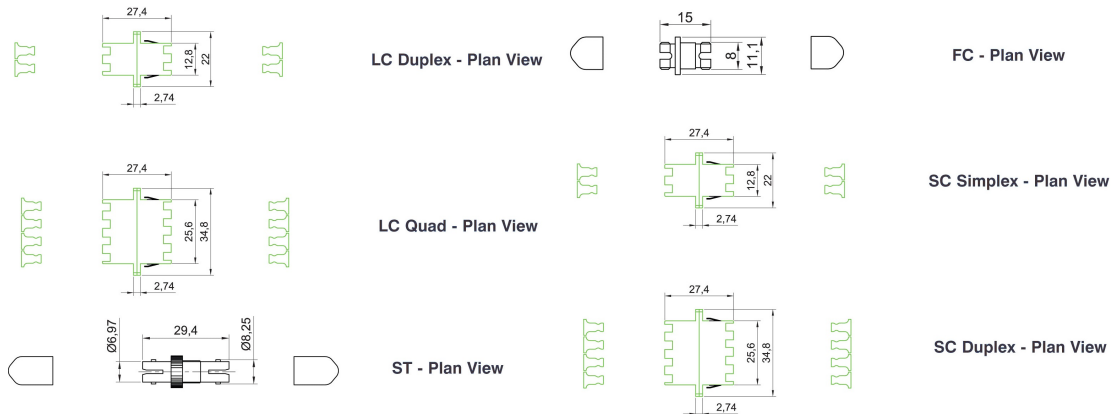 27,4
12,8
22
2,74
LC Duplex - Plan View
15
8
11,1
FC - Plan View
27,4
25,6
34,8
2,74
LC Quad - Plan View
27,4
12,8
22
2,74
SC Simplex - Plan View
Ø6,97
29,4
Ø8,25
ST - Plan View
27,4
25,6
34,8
2,74
SC Duplex - Plan View